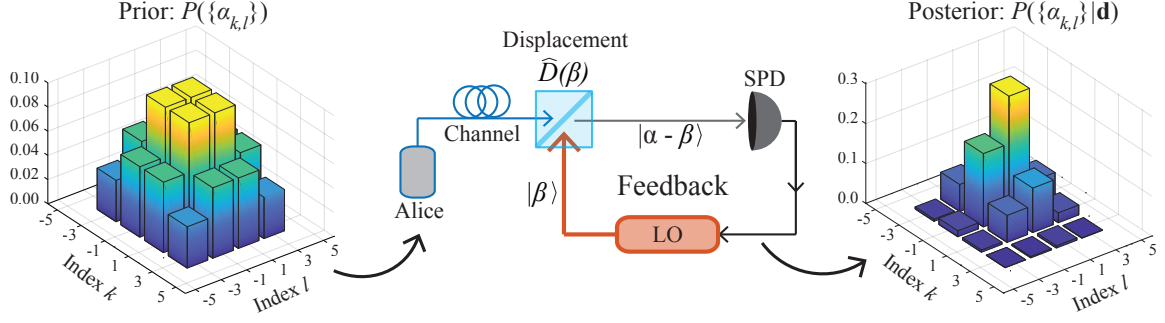 Prior: P({α_{k,l}})
0.10
0.08
0.06
0.04
0.02
0.00
-5
-3
-1
1
3
5
Index k
-5
-3
-1
1
3
5
Index l
Displacement
D̂(β)
Channel
Alice
|β⟩
|α - β⟩
SPD
Feedback
LO
Posterior: P({α_{k,l}}|d)
0.3
0.2
0.1
0.0
-5
-3
-1
1
3
5
Index k
-5
-3
-1
1
3
5
Index l